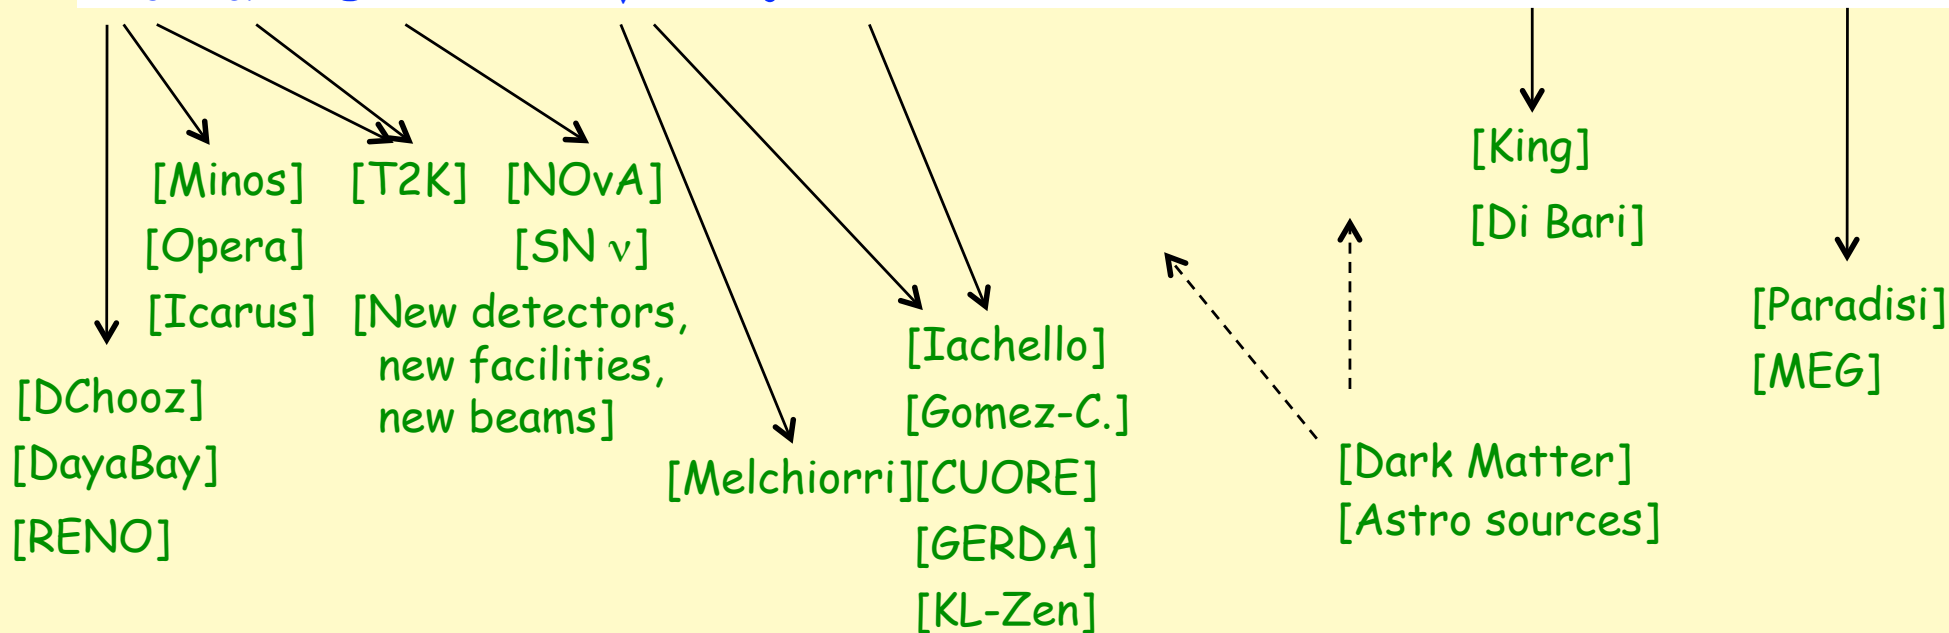 [King]
[Minos] [T2K] [NOvA]
[Di Bari]
[Opera] [SN ν]
[Icarus] [New detectors,
[Paradisi]
[Iachello]
new facilities,
[MEG]
[DChooz]
[Gomez-C.]
new beams]
[DayaBay]
[Melchiorri][CUORE]
[Dark Matter]
[Astro sources]
[RENO]
[GERDA]
[KL-Zen]